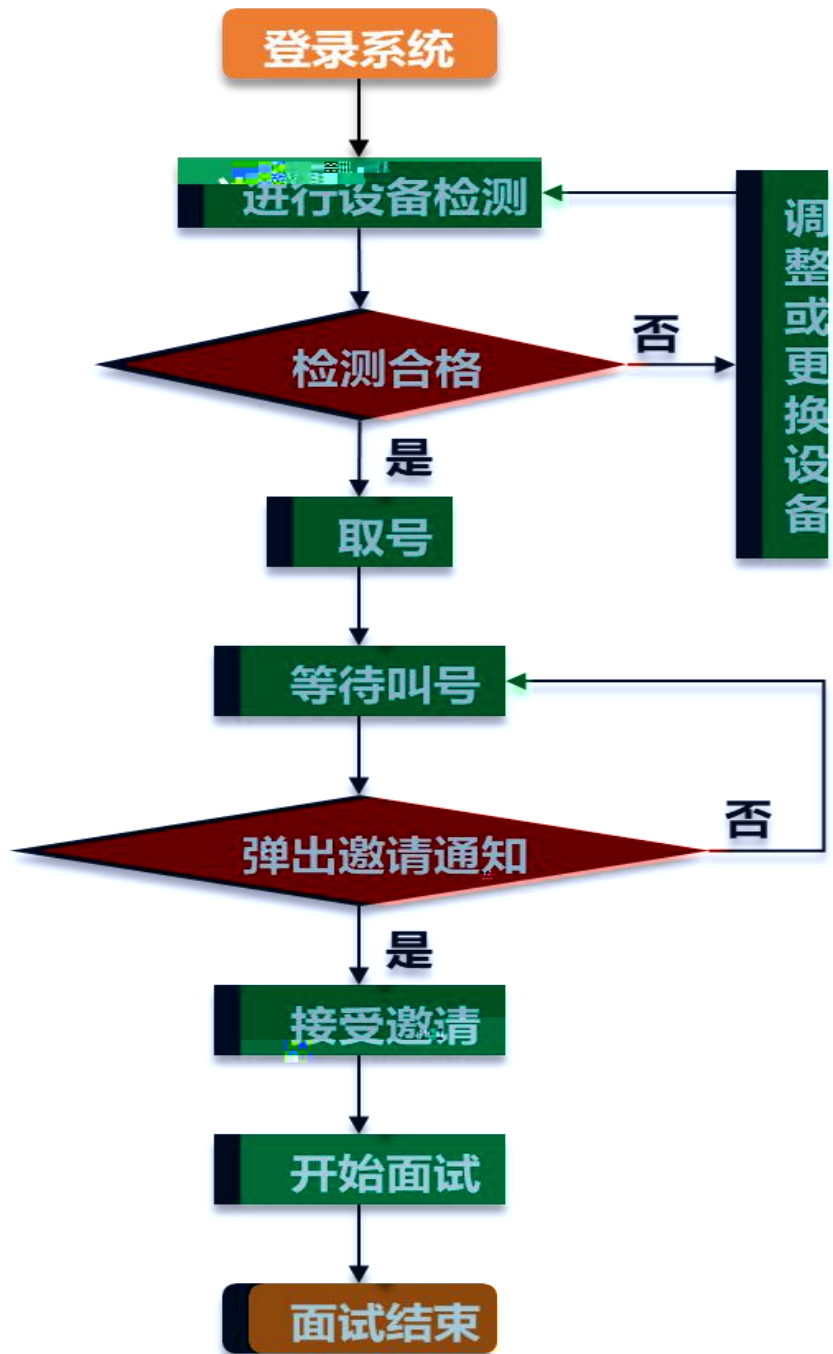 登录系统
进行设备检测
调整或更换设备
检测合格
否
是
取号
等待叫号
弹出邀请通知
否
是
接受邀请
开始面试
面试结束